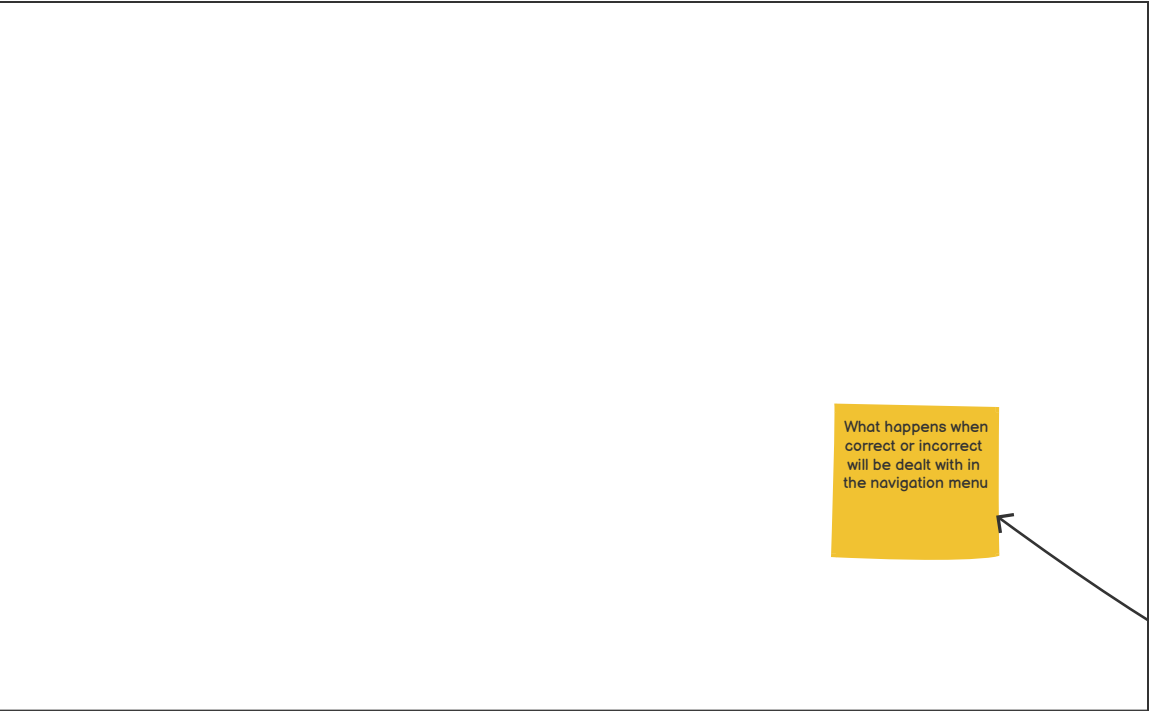 What happens when
correct or incorrect
will be dealt with in
the navigation menu